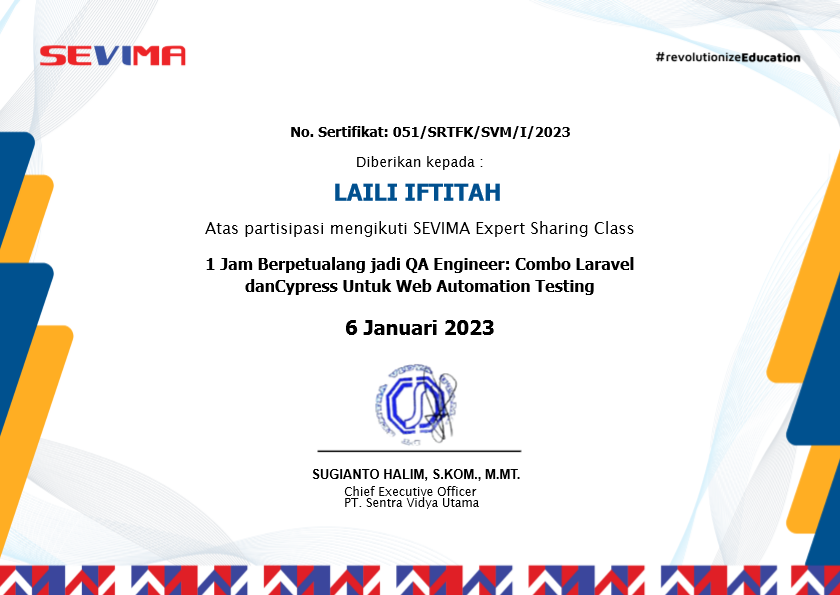 SEVIMA
#revolutionizeEducation
No. Sertifikat: 051/SRTFK/SVM/I/2023
Diberikan kepada :
LAILI IFTITAH
Atas partisipasi mengikuti SEVIMA Expert Sharing Class
1 Jam Berpetualang jadi QA Engineer: Combo Laravel
danCypress Untuk Web Automation Testing
6 Januari 2023
SUGIANTO HALIM, S.KOM., M.MT.
Chief Executive Officer
PT. Sentra Vidya Utama